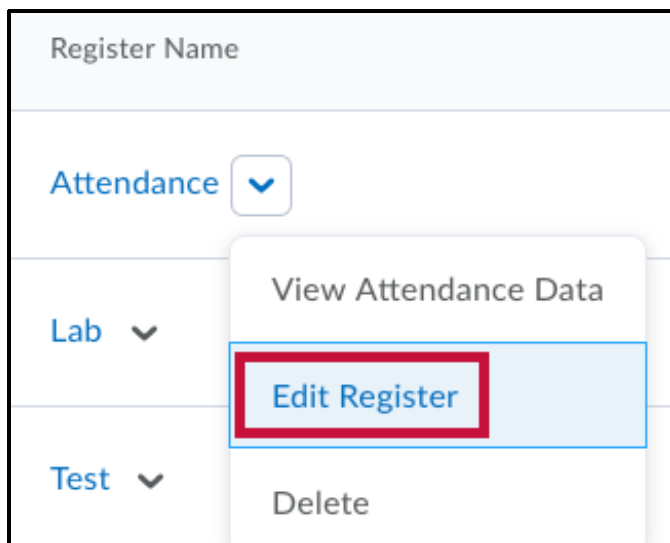 Register Name
Attendance
View Attendance Data
Lab
Edit Register
Test
Delete